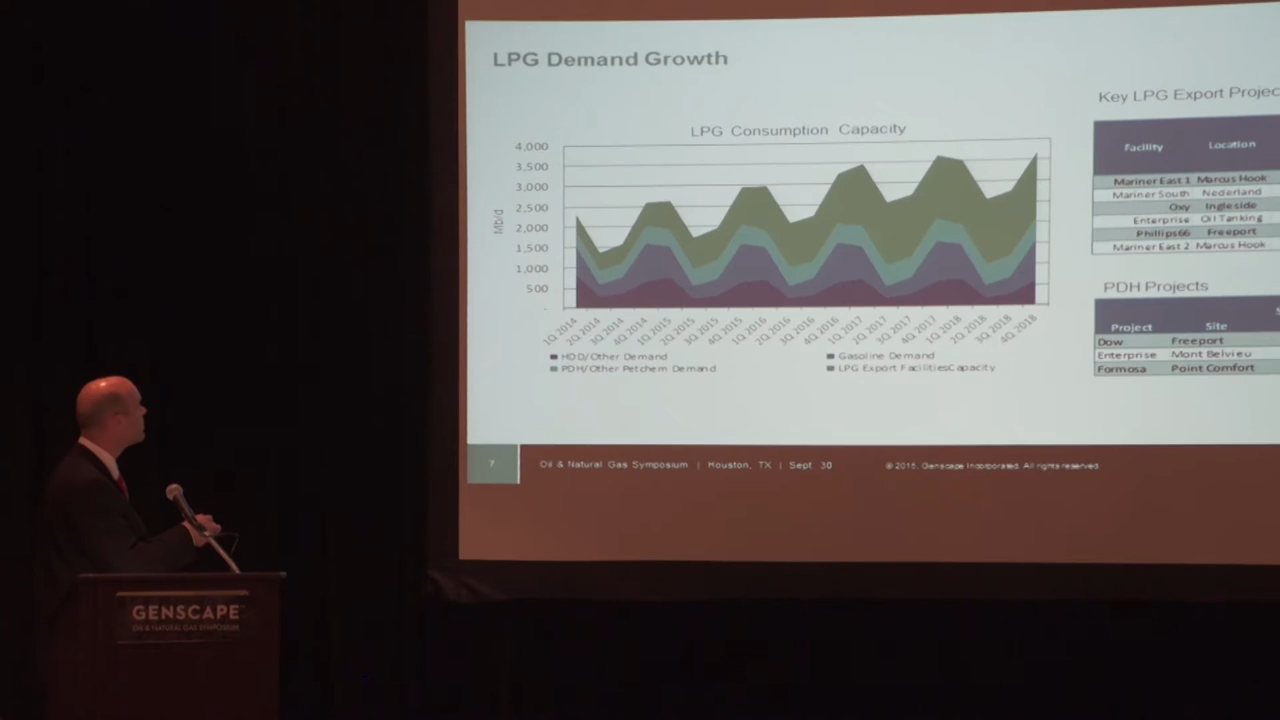 LPG Demand Growth
LPG Consumption Capacity
4,000
3,500
3,000
2,500
2,000
1,500
1,000
500
Mb/d
1Q 2014
2Q 2014
3Q 2014
4Q 2014
1Q 2015
2Q 2015
3Q 2015
4Q 2015
1Q 2016
2Q 2016
3Q 2016
4Q 2016
1Q 2017
2Q 2017
3Q 2017
4Q 2017
1Q 2018
2Q 2018
3Q 2018
4Q 2018
HDD/Other Demand Gasoline Demand
PDH/Other Petchem Demand LPG Export FacilitiesCapacity
Key LPG Export Projec
Facility Location
Mariner East 1 Marcus Hook
Mariner South Nederland
Oxy Ingleside
Enterprise Oil Tanking
Phillips66 Freeport
Mariner East 2 Marcus Hook
PDH Projects
Project Site
Dow Freeport
Enterprise Mont Belvieu
Formosa Point Comfort
7 Oil & Natural Gas Symposium | Houston, TX | Sept. 30 © 2015. Genscape Incorporated. All rights reserved
GENSCAPE
OIL & NATURAL GAS SYMPOSIUM